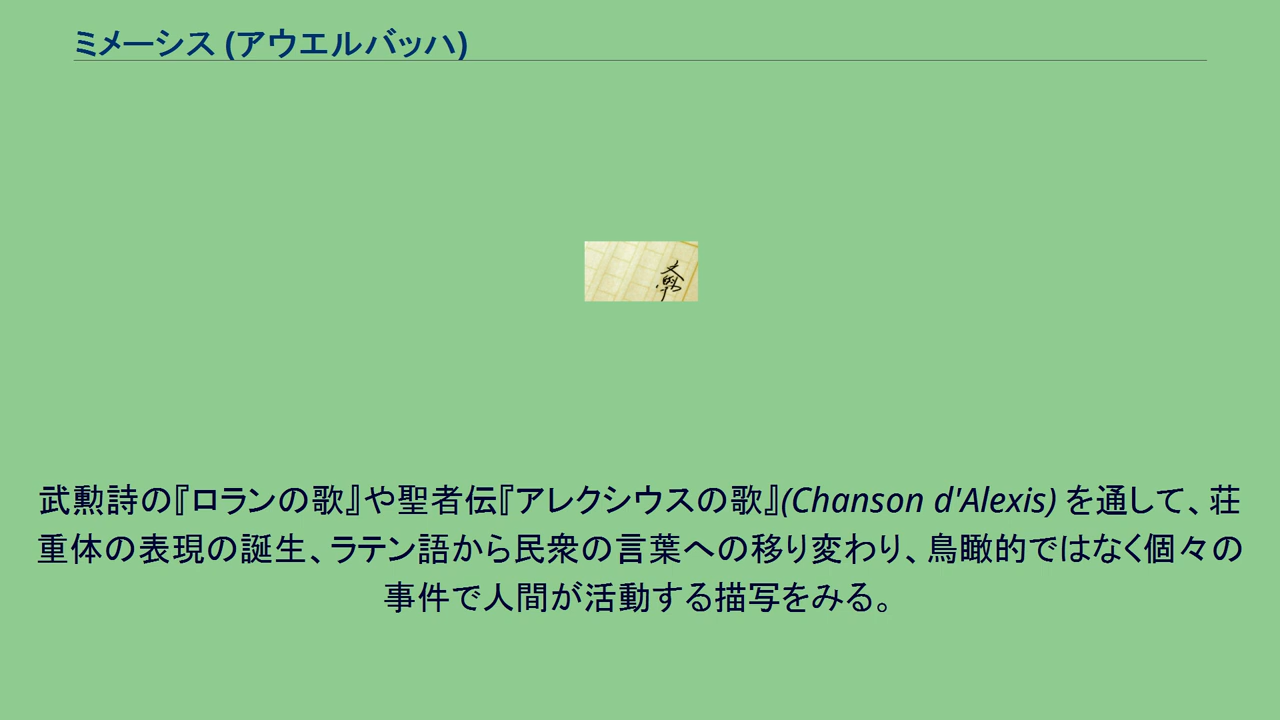 ミメーシス (アウエルバッハ)
武勲詩の『ロランの歌』や聖者伝『アレクシウスの歌』(Chanson d'Alexis) を通して、荘
重体の表現の誕生、ラテン語から民衆の言葉への移り変わり、鳥瞰的ではなく個々の
事件で人間が活動する描写をみる。